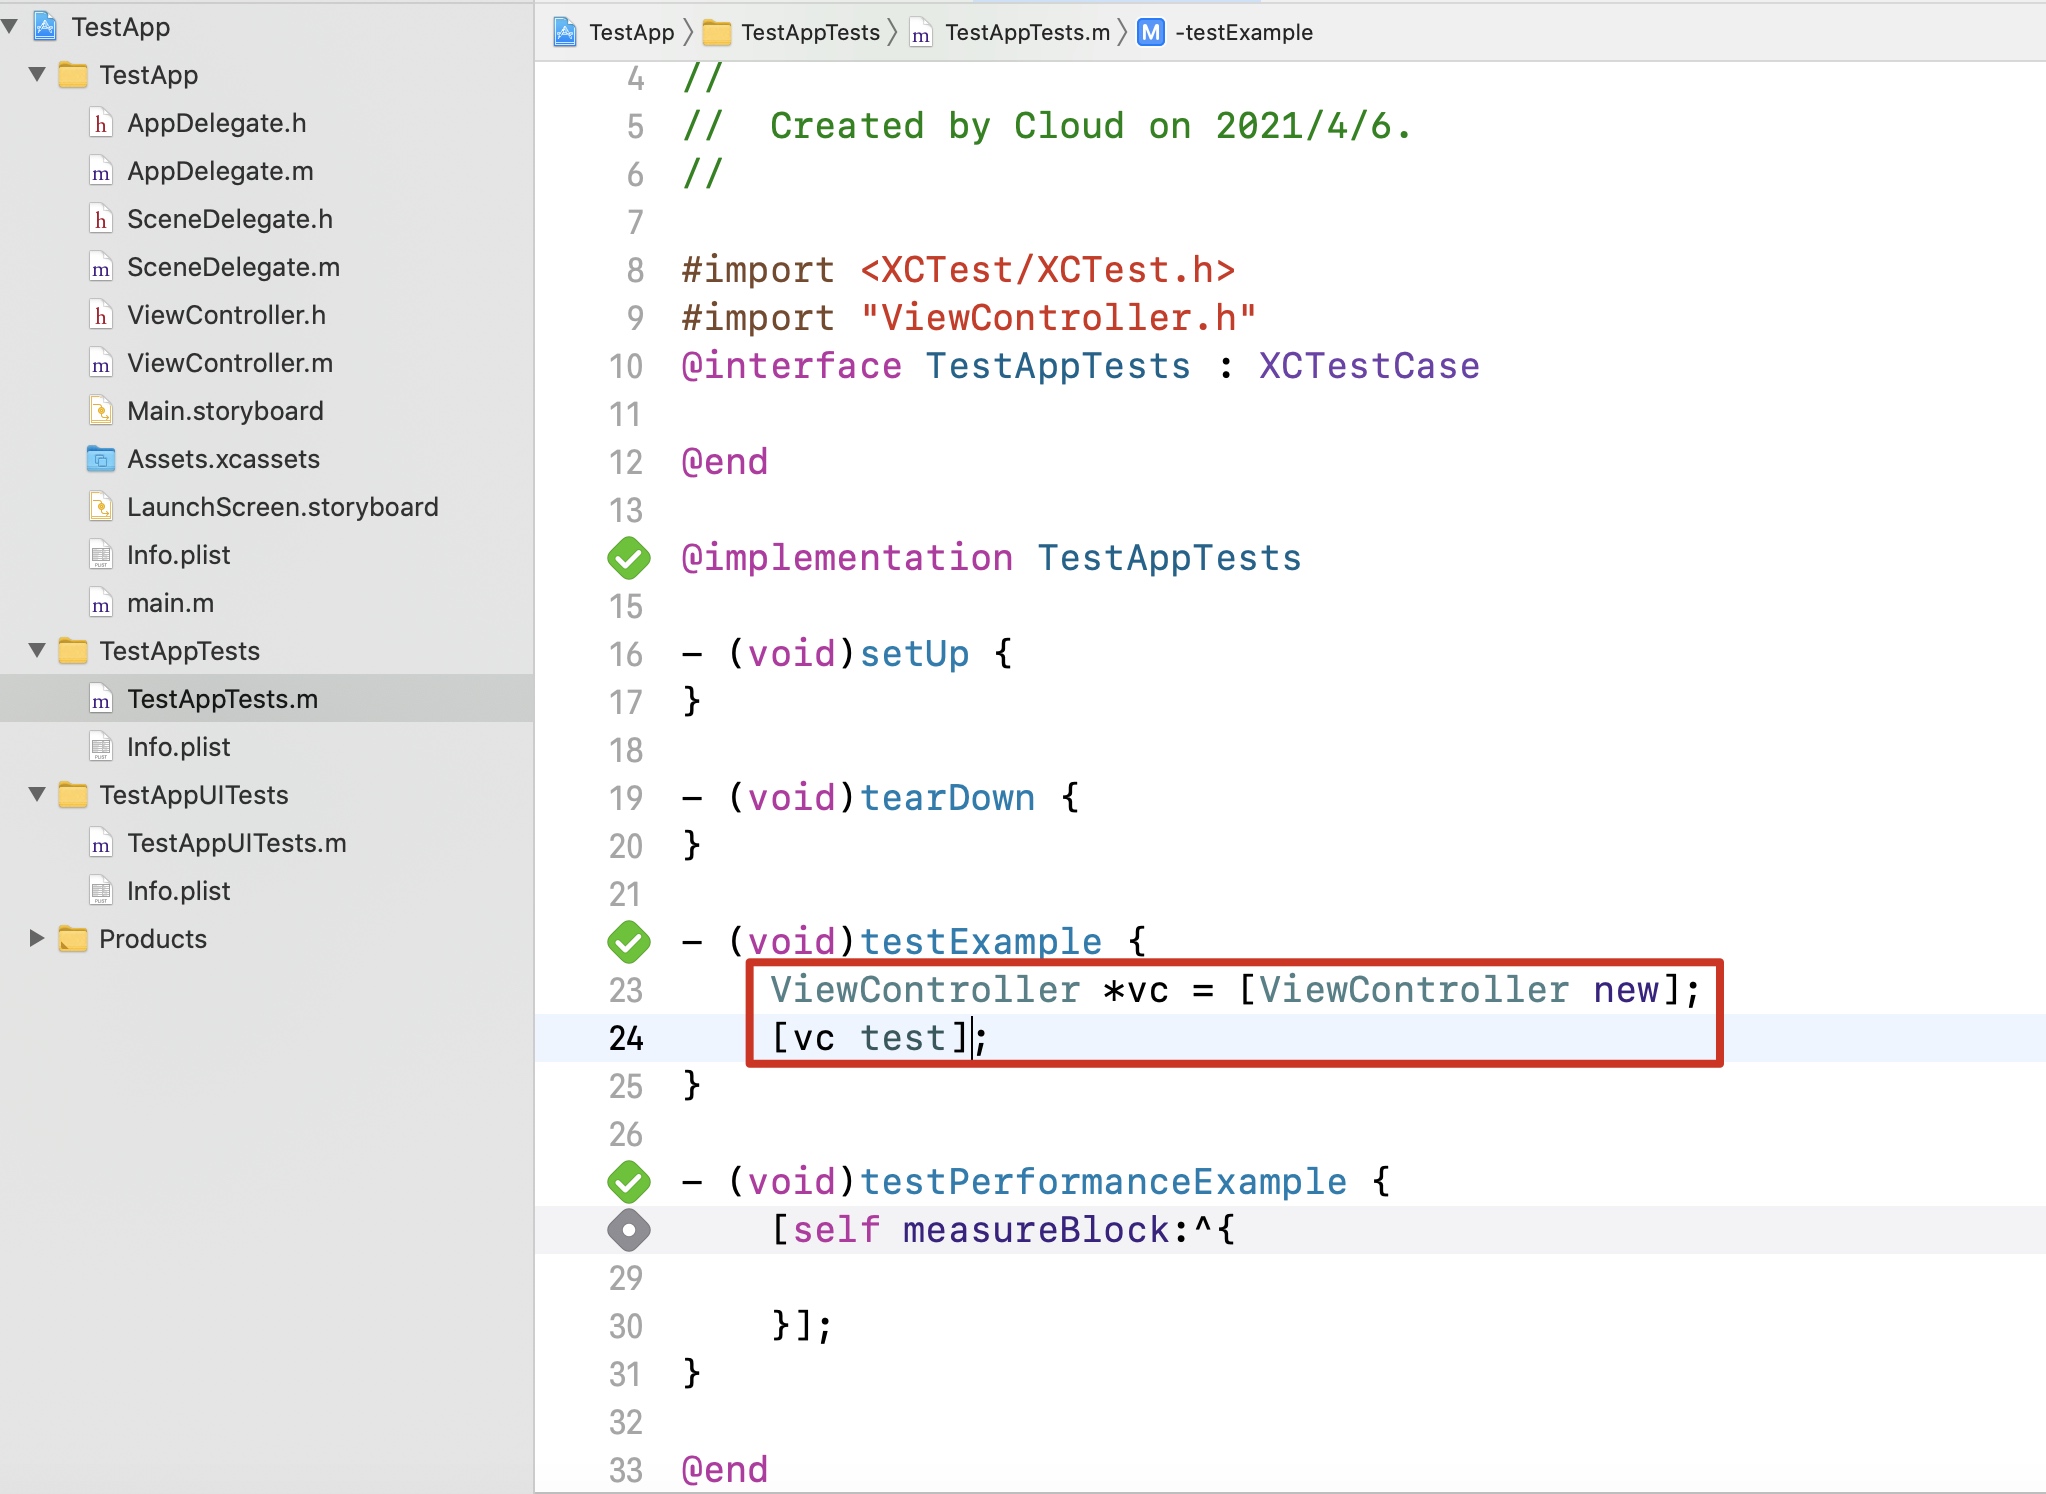 TestApp
TestApp
AppDelegate.h
AppDelegate.m
SceneDelegate.h
SceneDelegate.m
ViewController.h
ViewController.m
Main.storyboard
Assets.xcassets
LaunchScreen.storyboard
Info.plist
main.m
TestAppTests
TestAppTests.m
Info.plist
TestAppUITests
TestAppUITests.m
Info.plist
Products
TestApp 〉 TestAppTests 〉 m TestAppTests.m 〉 M -testExample
4 //
5 //  Created by Cloud on 2021/4/6.
6 //
7
8 #import <XCTest/XCTest.h>
9 #import "ViewController.h"
10 @interface TestAppTests : XCTestCase
11
12 @end
13
@implementation TestAppTests
15
16 - (void)setUp {
17 }
18
19 - (void)tearDown {
20 }
21
- (void)testExample {
23     ViewController *vc = [ViewController new];
24     [vc test];
25 }
26
- (void)testPerformanceExample {
    [self measureBlock:^{
29
30     }];
31 }
32
33 @end